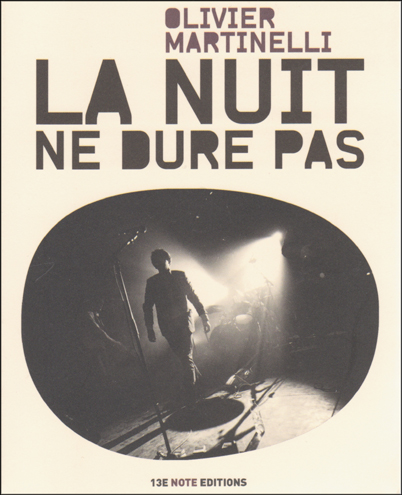 OLIVIER
MARTINELLI
LA NUIT
NE DURE PAS
13E NOTE EDITIONS